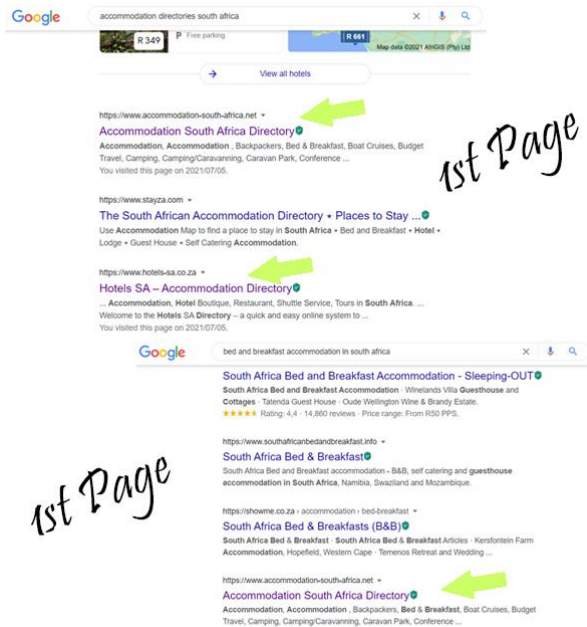 Google
accommodation directories south africa
R 349
P Free parking
R 661
Map data ©2021 AfriGIS (Pty) Ltd
→ View all hotels
https://www.accommodation-south-africa.net
Accommodation South Africa Directory
Accommodation, Accommodation , Backpackers, Bed & Breakfast, Boat Cruises, Budget
Travel, Camping, Camping/Caravanning, Caravan Park, Conference ...
You visited this page on 2021/07/05.
1st Page
https://www.stayza.com
The South African Accommodation Directory • Places to Stay ...
Use Accommodation Map to find a place to stay in South Africa • Bed and Breakfast • Hotel •
Lodge • Guest House • Self Catering Accommodation.
https://www.hotels-sa.co.za
Hotels SA – Accommodation Directory
... Accommodation, Hotel Boutique, Restaurant, Shuttle Service, Tours in South Africa. ...
Welcome to the Hotels SA Directory – a quick and easy online system to ...
You visited this page on 2021/07/05.
Google
bed and breakfast accommodation in south africa
South Africa Bed and Breakfast Accommodation - Sleeping-OUT
South Africa Bed and Breakfast Accommodation · Winelands Villa Guesthouse and
Cottages · Tatenda Guest House · Oude Wellington Wine & Brandy Estate.
★★★★★ Rating: 4,4 · 14,860 reviews · Price range: From R50 PPS.
1st Page
https://www.southafricanbedandbreakfast.info
South Africa Bed & Breakfast
South Africa Bed and Breakfast accommodation - B&B, self catering and guesthouse
accommodation in South Africa, Namibia, Swaziland and Mozambique.
https://showme.co.za › accommodation › bed-breakfast
South Africa Bed & Breakfasts (B&B)
South Africa Bed & Breakfast · South Africa Bed & Breakfast Articles · Kersfontein Farm
Accommodation, Hopefield, Western Cape · Temenos Retreat and Wedding ...
https://www.accommodation-south-africa.net
Accommodation South Africa Directory
Accommodation, Accommodation , Backpackers, Bed & Breakfast, Boat Cruises, Budget
Travel, Camping, Camping/Caravanning, Caravan Park, Conference ...